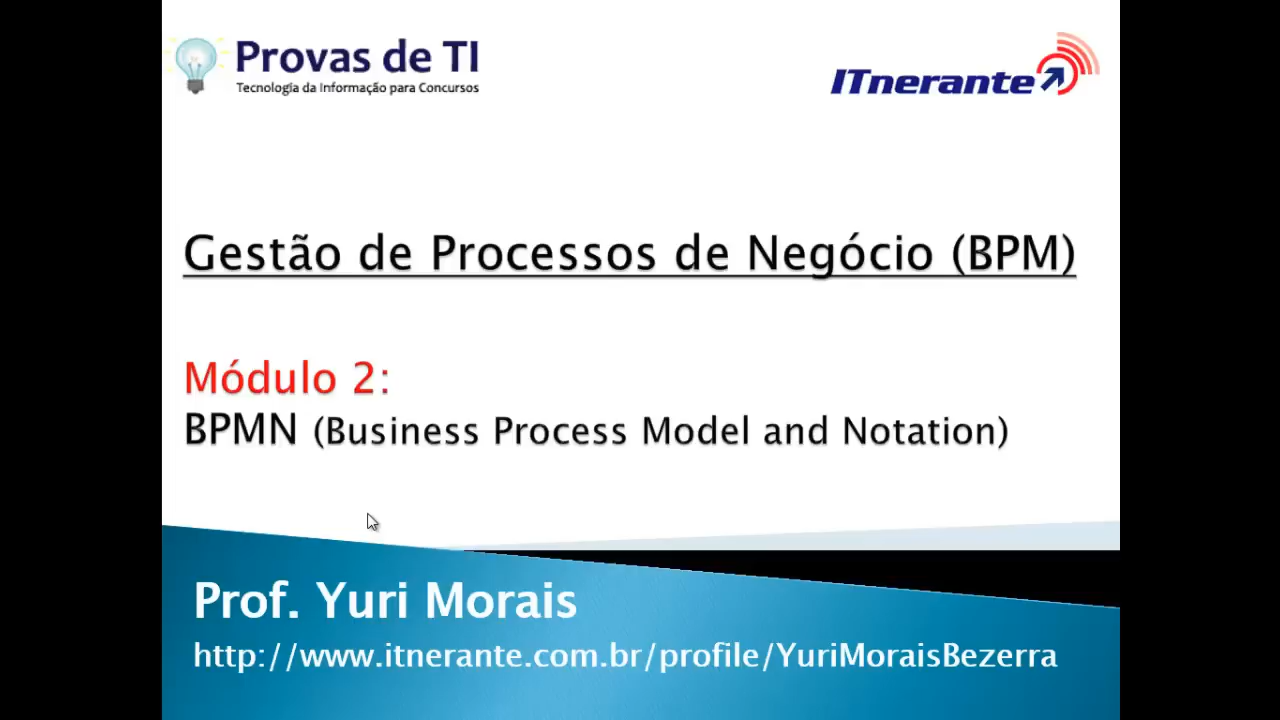 Provas de TI
Tecnologia da Informação para Concursos
ITnerante
Gestão de Processos de Negócio (BPM)
Módulo 2:
BPMN (Business Process Model and Notation)
Prof. Yuri Morais
http://www.itnerante.com.br/profile/YuriMoraisBezerra